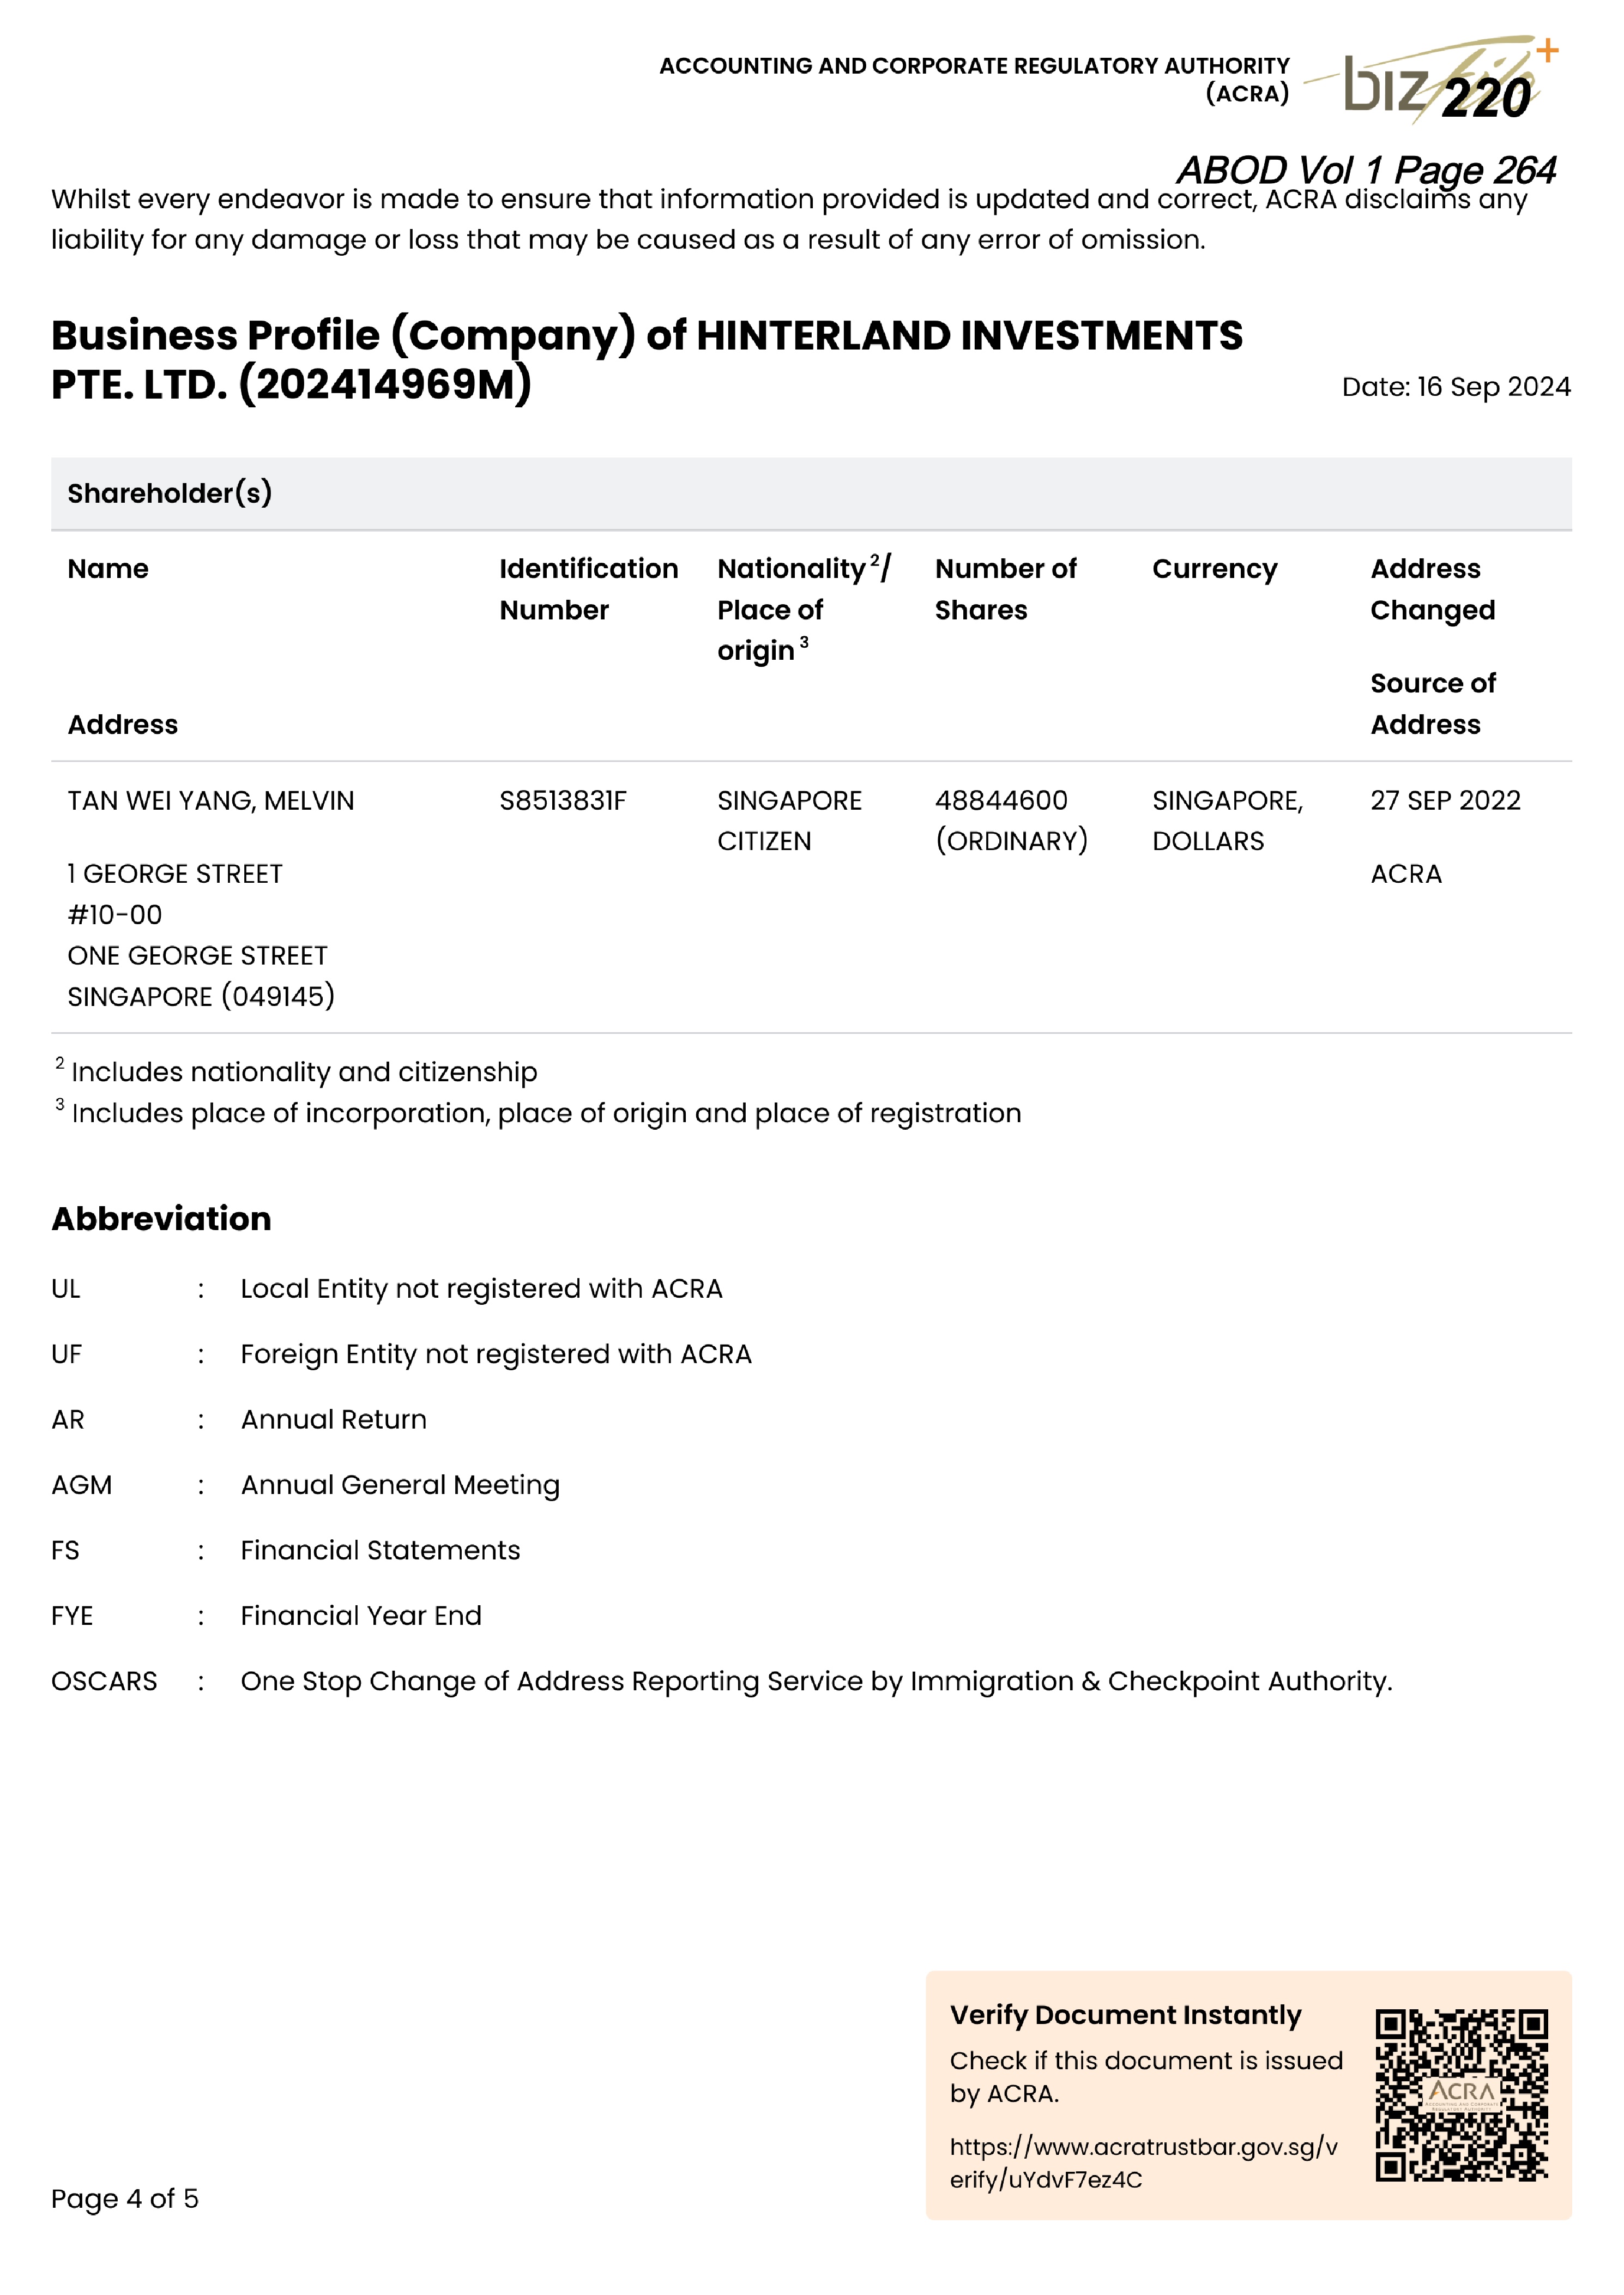 ACCOUNTING AND CORPORATE REGULATORY AUTHORITY
(ACRA)
biz 220 +
ABOD Vol 1 Page 264
Whilst every endeavor is made to ensure that information provided is updated and correct, ACRA disclaims any
liability for any damage or loss that may be caused as a result of any error of omission.
Business Profile (Company) of HINTERLAND INVESTMENTS
PTE. LTD. (202414969M)
Date: 16 Sep 2024
Shareholder(s)
Name Identification Nationality ²/ Number of Currency Address
Number Place of Shares Changed
origin ³
Source of
Address Address
TAN WEI YANG, MELVIN S8513831F SINGAPORE 48844600 SINGAPORE, 27 SEP 2022
CITIZEN (ORDINARY) DOLLARS
1 GEORGE STREET ACRA
#10-00
ONE GEORGE STREET
SINGAPORE (049145)
² Includes nationality and citizenship
³ Includes place of incorporation, place of origin and place of registration
Abbreviation
UL : Local Entity not registered with ACRA
UF : Foreign Entity not registered with ACRA
AR : Annual Return
AGM : Annual General Meeting
FS : Financial Statements
FYE : Financial Year End
OSCARS : One Stop Change of Address Reporting Service by Immigration & Checkpoint Authority.
Verify Document Instantly
Check if this document is issued
by ACRA.
https://www.acratrustbar.gov.sg/v
erify/uYdvF7ez4C
ACRA
ACCOUNTING AND CORPORATE
REGULATORY AUTHORITY
Page 4 of 5